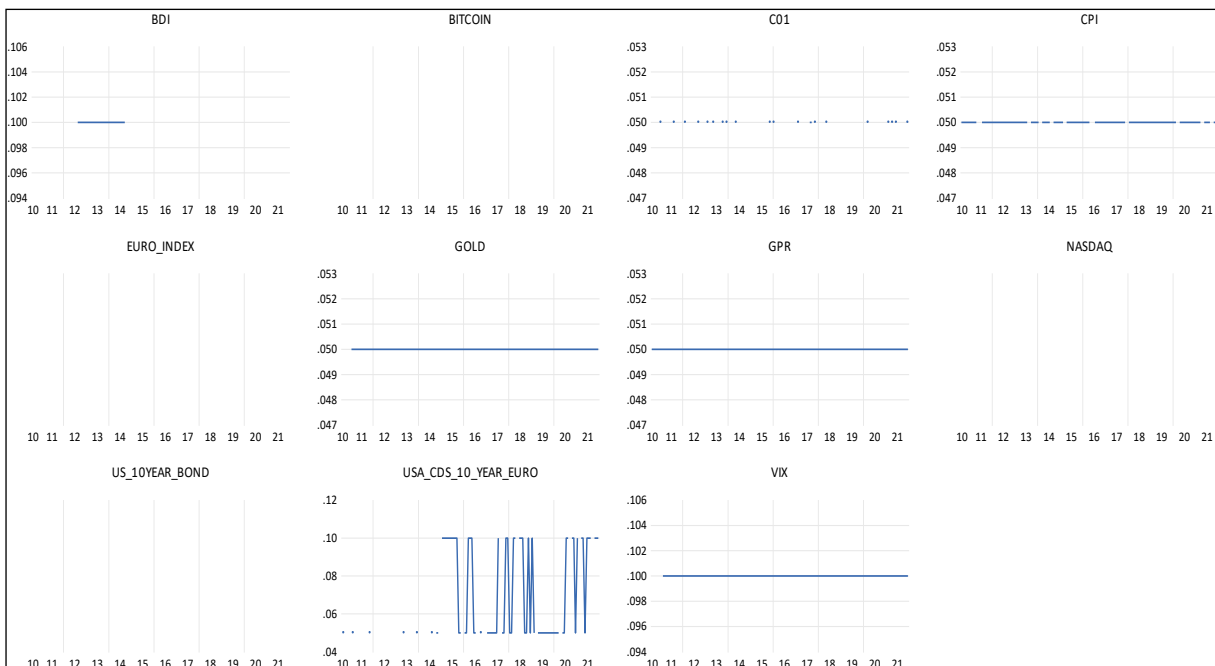 BDI BITCOIN C01 CPI
.106 .053 .053
.104 .052 .052
.102 .051 .051
.100 .050 .050
.098 .049 .049
.096 .048 .048
.094 .047 .047
10 11 12 13 14 15 16 17 18 19 20 21 10 11 12 13 14 15 16 17 18 19 20 21 10 11 12 13 14 15 16 17 18 19 20 21 10 11 12 13 14 15 16 17 18 19 20 21
EURO_INDEX GOLD GPR NASDAQ
.053 .053
.052 .052
.051 .051
.050 .050
.049 .049
.048 .048
.047 .047
10 11 12 13 14 15 16 17 18 19 20 21 10 11 12 13 14 15 16 17 18 19 20 21 10 11 12 13 14 15 16 17 18 19 20 21 10 11 12 13 14 15 16 17 18 19 20 21
US_10YEAR_BOND USA_CDS_10_YEAR_EURO VIX
.12 .106
.104
.10 .102
.08 .100
.098
.06 .096
.04 .094
10 11 12 13 14 15 16 17 18 19 20 21 10 11 12 13 14 15 16 17 18 19 20 21 10 11 12 13 14 15 16 17 18 19 20 21